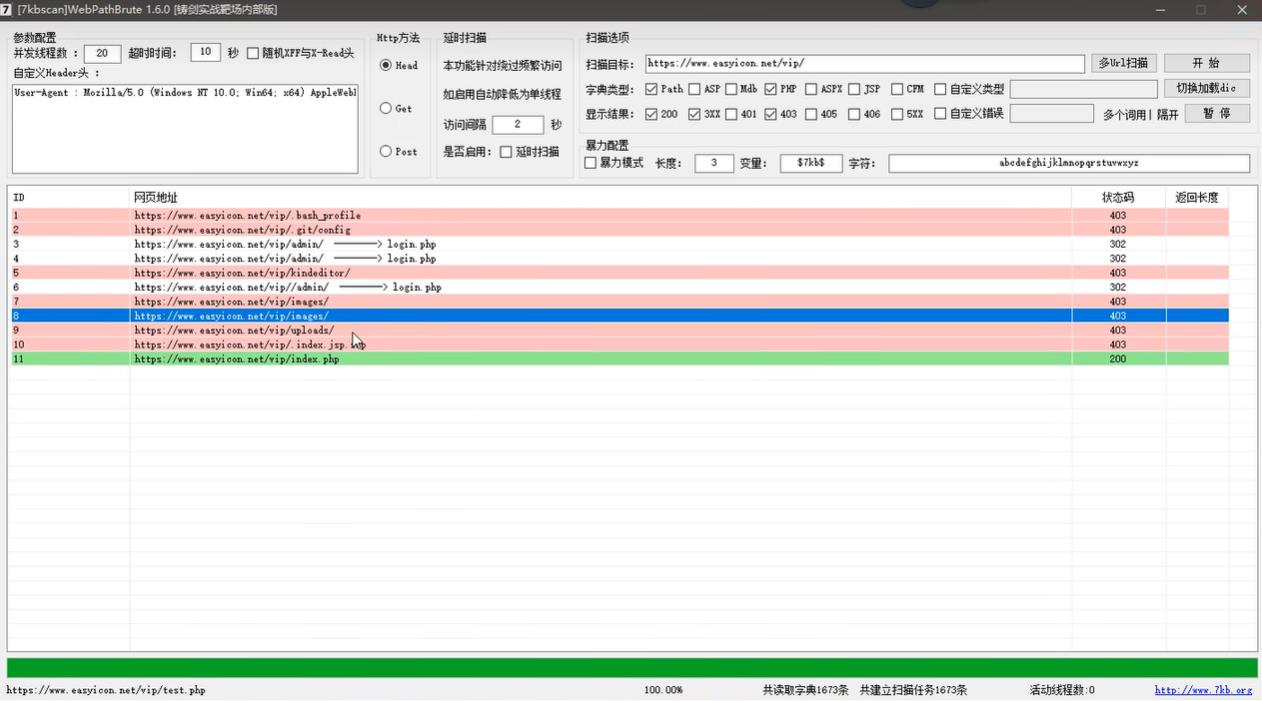 7 [7kbscan]WebPathBrute 1.6.0 [铸剑实战靶场内部版]
参数配置
并发线程数： 20 超时时间： 10 秒 随机XFF与X-Read头
自定义Header头 ：
User-Agent : Mozilla/5.0 (Windows NT 10.0; Win64; x64) AppleWebl
Http方法
Head
Get
Post
延时扫描
本功能针对绕过频繁访问
如启用自动降低为单线程
访问间隔 2 秒
是否启用： 延时扫描
扫描选项
扫描目标： https://www.easyicon.net/vip/ 多Url扫描 开 始
字典类型： Path ASP Mdb PHP ASPX JSP CFM 自定义类型 切换加载dic
显示结果： 200 3XX 401 403 405 406 5XX 自定义错误 多个词用|隔开 暂 停
暴力配置
暴力模式 长度： 3 变量： $7kb$ 字符： abcdefghijklmnopqrstuvwxyz
ID 网页地址 状态码 返回长度
1 https://www.easyicon.net/vip/.bash_profile 403
2 https://www.easyicon.net/vip/.git/config 403
3 https://www.easyicon.net/vip/admin/ ————> login.php 302
4 https://www.easyicon.net/vip/admin/ ————> login.php 302
5 https://www.easyicon.net/vip/kindeditor/ 403
6 https://www.easyicon.net/vip//admin/ ————> login.php 302
7 https://www.easyicon.net/vip/images/ 403
8 https://www.easyicon.net/vip/images/ 403
9 https://www.easyicon.net/vip/uploads/ 403
10 https://www.easyicon.net/vip/.index.jsp. 403
11 https://www.easyicon.net/vip/index.php 200
https://www.easyicon.net/vip/test.php 100.00% 共读取字典1673条 共建立扫描任务1673条 活动线程数:0 http://www.7kb.org